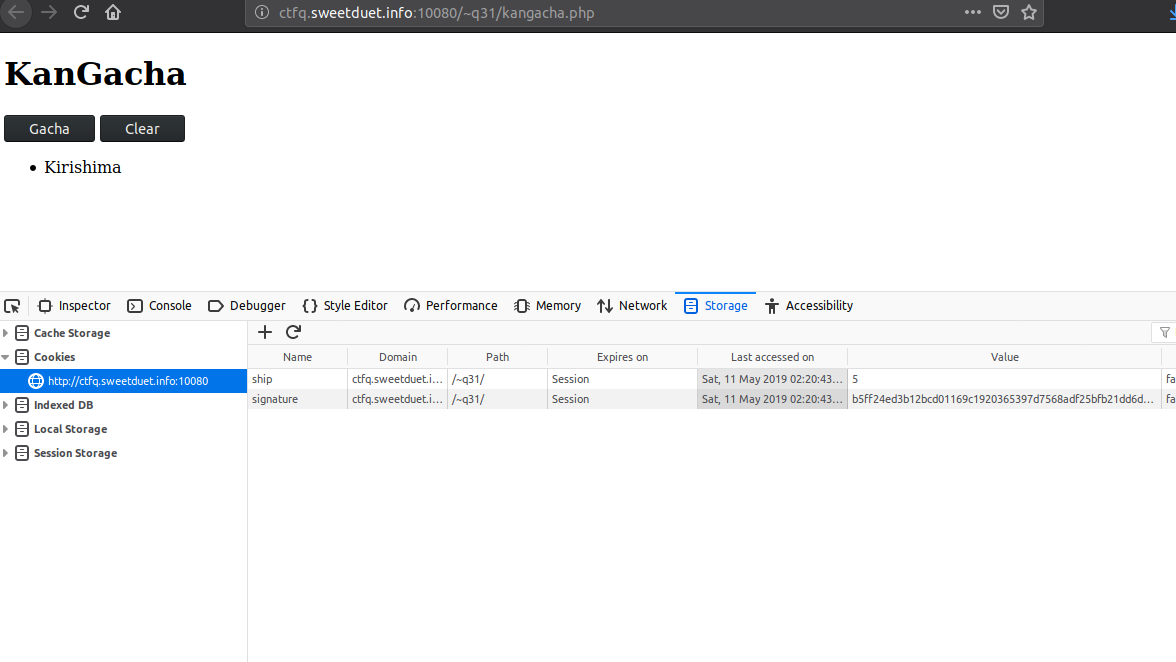 ctfq.sweetduet.info:10080/~q31/kangacha.php
KanGacha
Gacha Clear
• Kirishima
Inspector Console Debugger Style Editor Performance Memory Network Storage Accessibility
Cache Storage
Cookies
http://ctfq.sweetduet.info:10080
Indexed DB
Local Storage
Session Storage
Name Domain Path Expires on Last accessed on Value
ship ctfq.sweetduet.i... /~q31/ Session Sat, 11 May 2019 02:20:43... 5 fa
signature ctfq.sweetduet.i... /~q31/ Session Sat, 11 May 2019 02:20:43... b5ff24ed3b12bcd01169c1920365397d7568adf25bfb21dd6d... fa